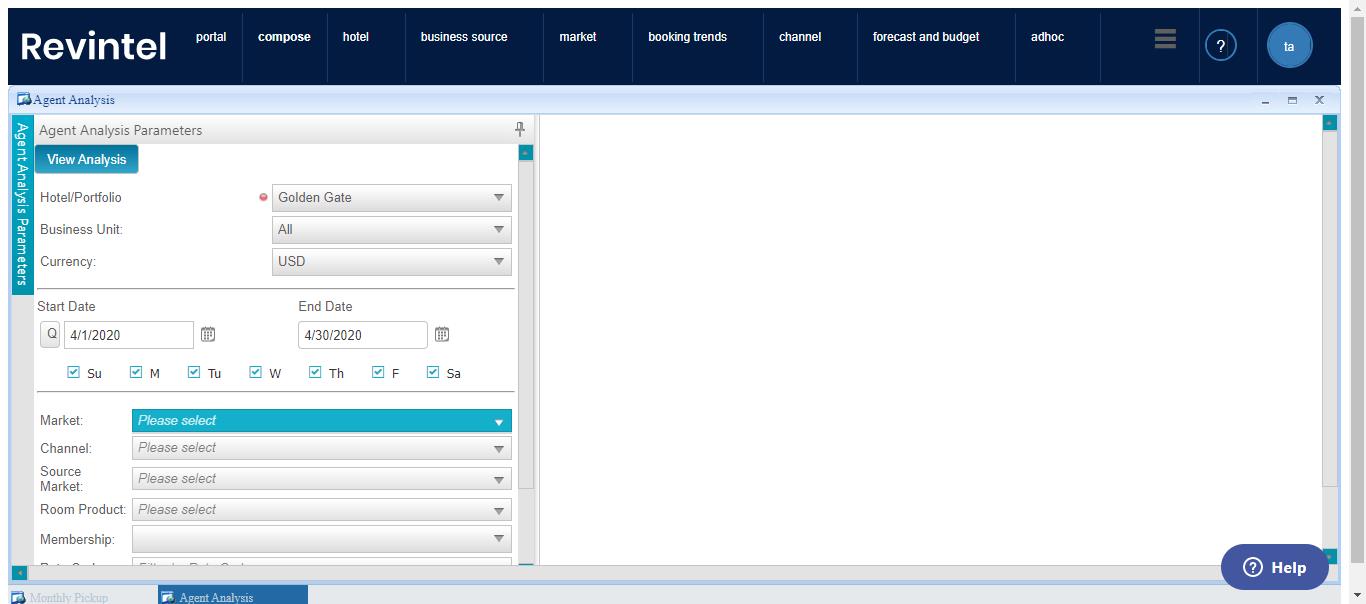 Revintel
portal
compose
hotel
business source
market
booking trends
channel
forecast and budget
adhoc
?
ta
Agent Analysis
Agent Analysis Parameters
Agent Analysis Parameters
View Analysis
Hotel/Portfolio
Golden Gate
Business Unit:
All
Currency:
USD
Start Date
End Date
Q
4/1/2020
4/30/2020
Su
M
Tu
W
Th
F
Sa
Market:
Please select
Channel:
Please select
Source
Market:
Please select
Room Product:
Please select
Membership:
? Help
Monthly Pickup
Agent Analysis